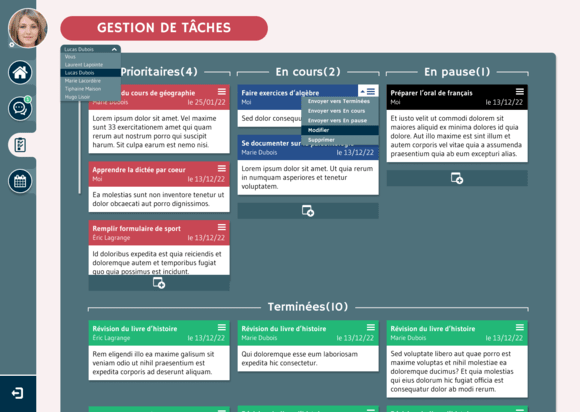 GESTION DE TÂCHES
Lucas Dubois
Vous
Laurent Lapointe
Lucas Dubois
Marie Lacordère
Tiphaine Manson
Hugo Loisin
Prioritaires(4)
du cours de géographie
Marie Dubois le 25/01/22
Lorem ipsum dolor sit amet. Vel maxime
sunt 33 exercitationem amet qui quam
rerum aut nostrum porro qui suscipit
harum. Sit culpa earum est nemo nisi.
Apprendre la dictée par coeur
Moi le 13/12/22
Ea molestias sunt non inventore tenetur ut
dolor obcaecati aut porro dignissimos.
Remplir formulaire de sport
Éric Lagrange le 13/12/22
Id doloribus expedita est quia reiciendis et
doloremque autem et temporibus fugiat
quo quia possimus est incidunt.
En cours(2)
Faire exercices d'algèbre
Moi
Sed dolor consequ
Envoyer vers Terminées
Envoyer vers En cours
Envoyer vers En pause
Modifier
Supprimer
Se documenter sur
Marie Dubois le 13/12/22
Lorem ipsum dolor sit amet. Ut quia rerum
in numquam asperiores et tenetur
voluptatem.
En pause(1)
Préparer l'oral de français
Moi le 13/12/22
Et iusto velit ut commodi dolorem sit
maiores aliquid ex minima dolores id quia
dolore. Aut illo maxime est sint illum et
autem corporis vel vitae quia a assumenda
praesentium quia ab eum excepturi alias.
Terminées(10)
Révision du livre d'histoire
Éric Lagrange le 13/12/22
Rem eligendi illo ea maxime galisum sit
veniam odio ut nihil praesentium est
expedita corporis ad deserunt aliquam.
Révision du livre d'histoire
Marie Dubois le 13/12/22
Qui doloremque esse eum laboriosam
expedita hic consectetur.
Révision du livre d'histoire
Marie Dubois le 13/12/22
Sed voluptate libero aut quae porro est
maxime voluptas et nihil molestiae ea
doloremque ducimus? Et quia molestias
qui eius dolorum hic fugiat officia est
consequatur dolor ab modi rerum.